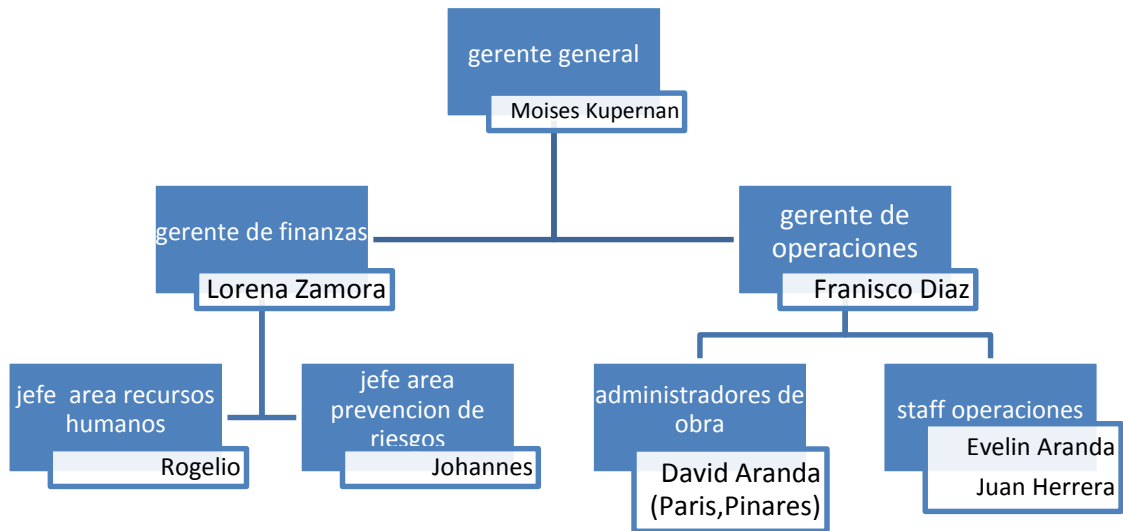 gerente general
Moises Kupernan
gerente de finanzas
Lorena Zamora
gerente de
operaciones
Franisco Diaz
jefe area recursos
humanos
Rogelio
jefe area
prevencion de
riesgos
Johannes
administradores de
obra
David Aranda
(Paris,Pinares)
staff operaciones
Evelin Aranda
Juan Herrera